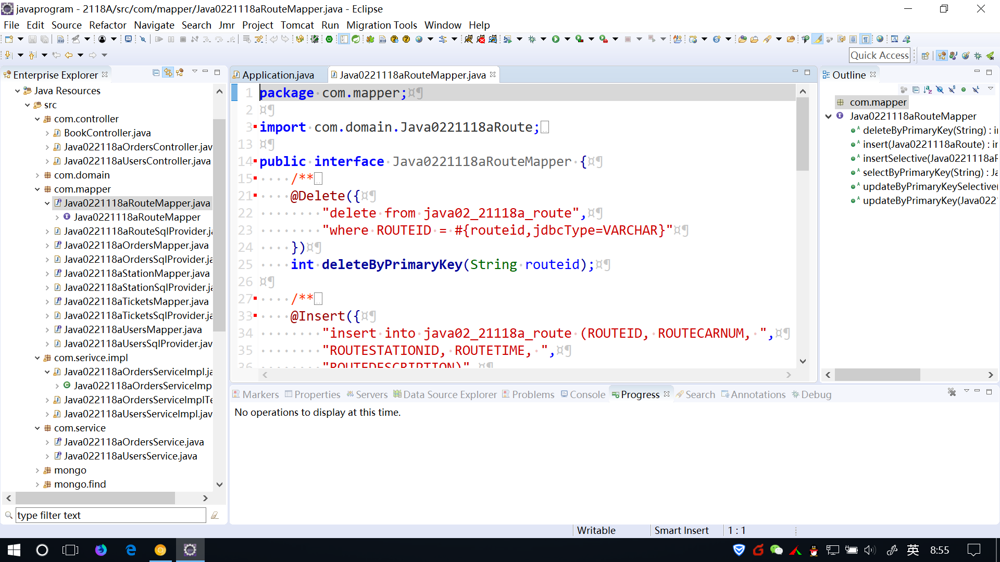 javaprogram - 2118A/src/com/mapper/Java0221118aRouteMapper.java - Eclipse
File Edit Source Refactor Navigate Search Jmr Project Tomcat Run Migration Tools Window Help
Quick Access
Enterprise Explorer
Java Resources
src
com.controller
BookController.java
Java022118aOrdersController.jav
Java022118aUsersController.java
com.domain
com.mapper
Java0221118aRouteMapper.java
Java0221118aRouteMapper
Java0221118aRouteSqlProvider.ja
Java022118aOrdersMapper.java
Java022118aOrdersSqlProvider.ja
Java022118aStationMapper.java
Java022118aStationSqlProvider.ja
Java022118aTicketsMapper.java
Java022118aTicketsSqlProvider.ja
Java022118aUsersMapper.java
Java022118aUsersSqlProvider.jav
com.serivce.impl
Java022118aOrdersServiceImpl.ja
Java022118aOrdersServiceImp
Java022118aOrdersServiceImplTe
Java022118aUsersServiceImpl.jav
com.service
Java022118aOrdersService.java
Java022118aUsersService.java
mongo
mongo.find
type filter text
Application.java Java0221118aRouteMapper.java
1 package com.mapper;¤¶
2 ¤¶
3 import com.domain.Java0221118aRoute;
13 ¤¶
14 public interface Java0221118aRouteMapper {¤¶
15 /**
21 @Delete({¤¶
22 "delete from java02_21118a_route",¤¶
23 "where ROUTEID = #{routeid,jdbcType=VARCHAR}"¤¶
24 })¤¶
25 int deleteByPrimaryKey(String routeid);¤¶
26 ¤¶
27 /**
33 @Insert({¤¶
34 "insert into java02_21118a_route (ROUTEID, ROUTECARNUM, ",¤¶
35 "ROUTESTATIONID, ROUTETIME, ",¤¶
36 "ROUTEDESCRIPTION)" ¤¶
Outline
com.mapper
Java0221118aRouteMapper
deleteByPrimaryKey(String) : i
insert(Java0221118aRoute) : ir
insertSelective(Java0221118aR
selectByPrimaryKey(String) : Ja
updateByPrimaryKeySelective(
updateByPrimaryKey(Java022
Markers Properties Servers Data Source Explorer Problems Console Progress Search Annotations Debug
No operations to display at this time.
Writable Smart Insert 1 : 1
英 8:55